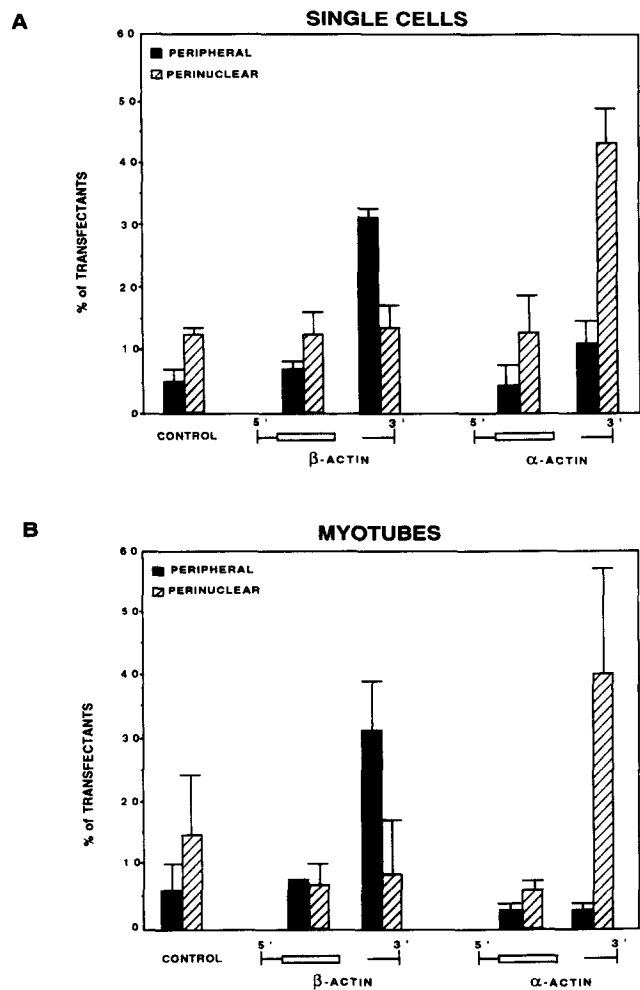 A
SINGLE CELLS
60
PERIPHERAL
PERINUCLEAR
50
40
30
20
10
0
% of TRANSFECTANTS
5' 3' 5' 3'
CONTROL
β-ACTIN α-ACTIN
B
MYOTUBES
60
PERIPHERAL
PERINUCLEAR
50
40
30
20
10
0
% of TRANSFECTANTS
5' 3' 5' 3'
CONTROL
β-ACTIN α-ACTIN